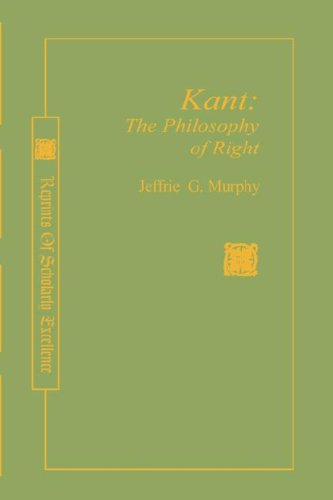 Kant:
The Philosophy
of Right
Jeffrie G. Murphy
Reprints Of Scholarly Excellence